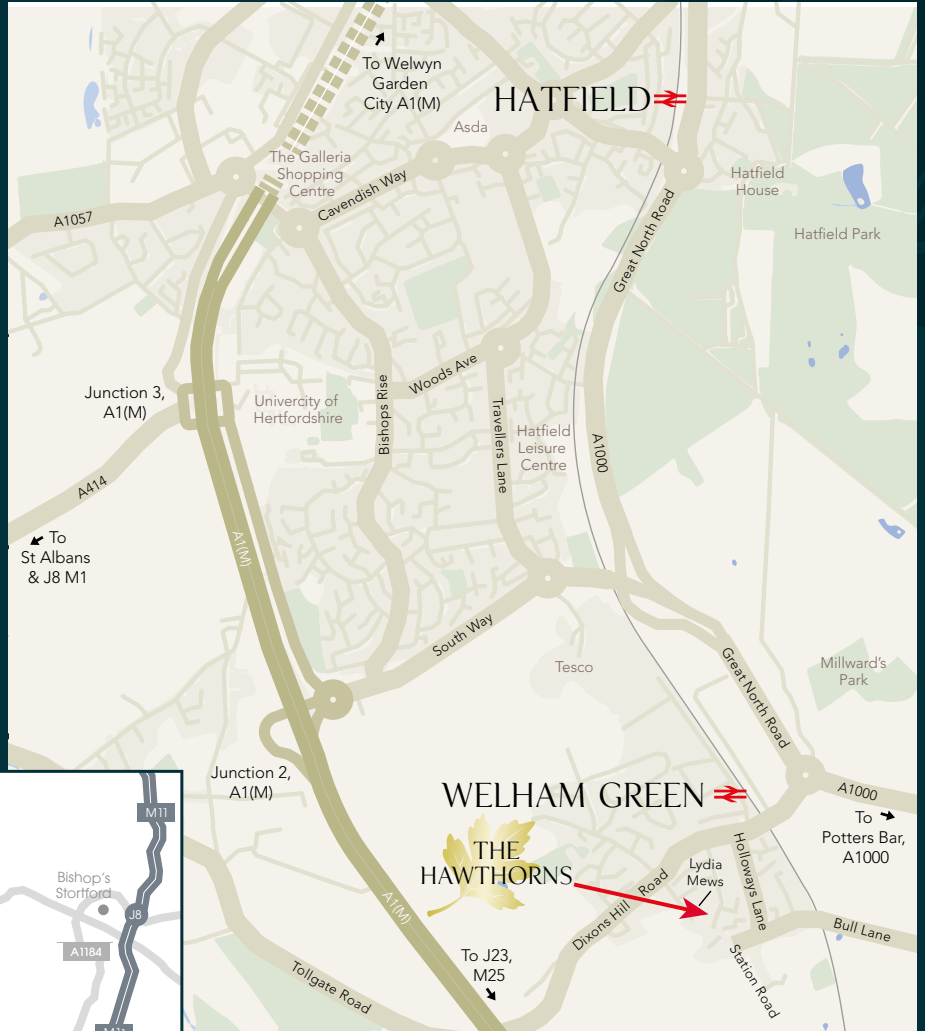 To Welwyn
Garden
City A1(M)
HATFIELD
Asda
The Galleria
Shopping
Centre
Cavendish Way
Hatfield
House
A1057
Great North Road
Hatfield Park
Woods Ave
Junction 3,
A1(M)
Univercity of
Hertfordshire
Bishops Rise
Travellers Lane
Hatfield
Leisure
Centre
A1000
A414
To
St Albans
& J8 M1
A1(M)
South Way
Tesco
Great North Road
Millward's
Park
Junction 2,
A1(M)
WELHAM GREEN
A1000
To
Potters Bar,
A1000
THE
HAWTHORNS
Lydia
Mews
Holloways Lane
Dixons Hill Road
Bull Lane
A1(M)
Station Road
To J23,
M25
Tollgate Road
M11
Bishop's
Stortford
J8
A1184